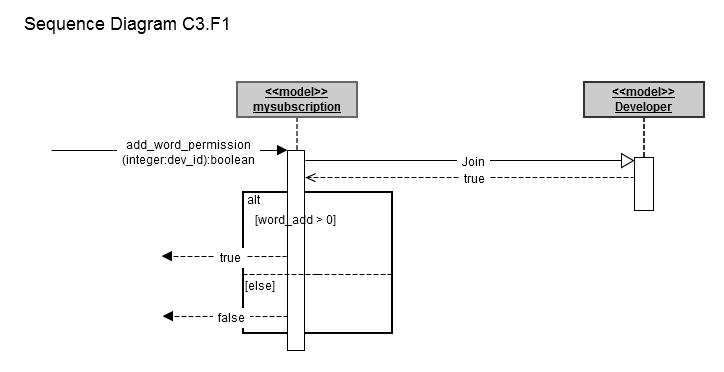 Sequence Diagram C3.F1
<<model>>
mysubscription
<<model>>
Developer
add_word_permission
(integer:dev_id):boolean
Join
true
alt
[word_add > 0]
true
[else]
false